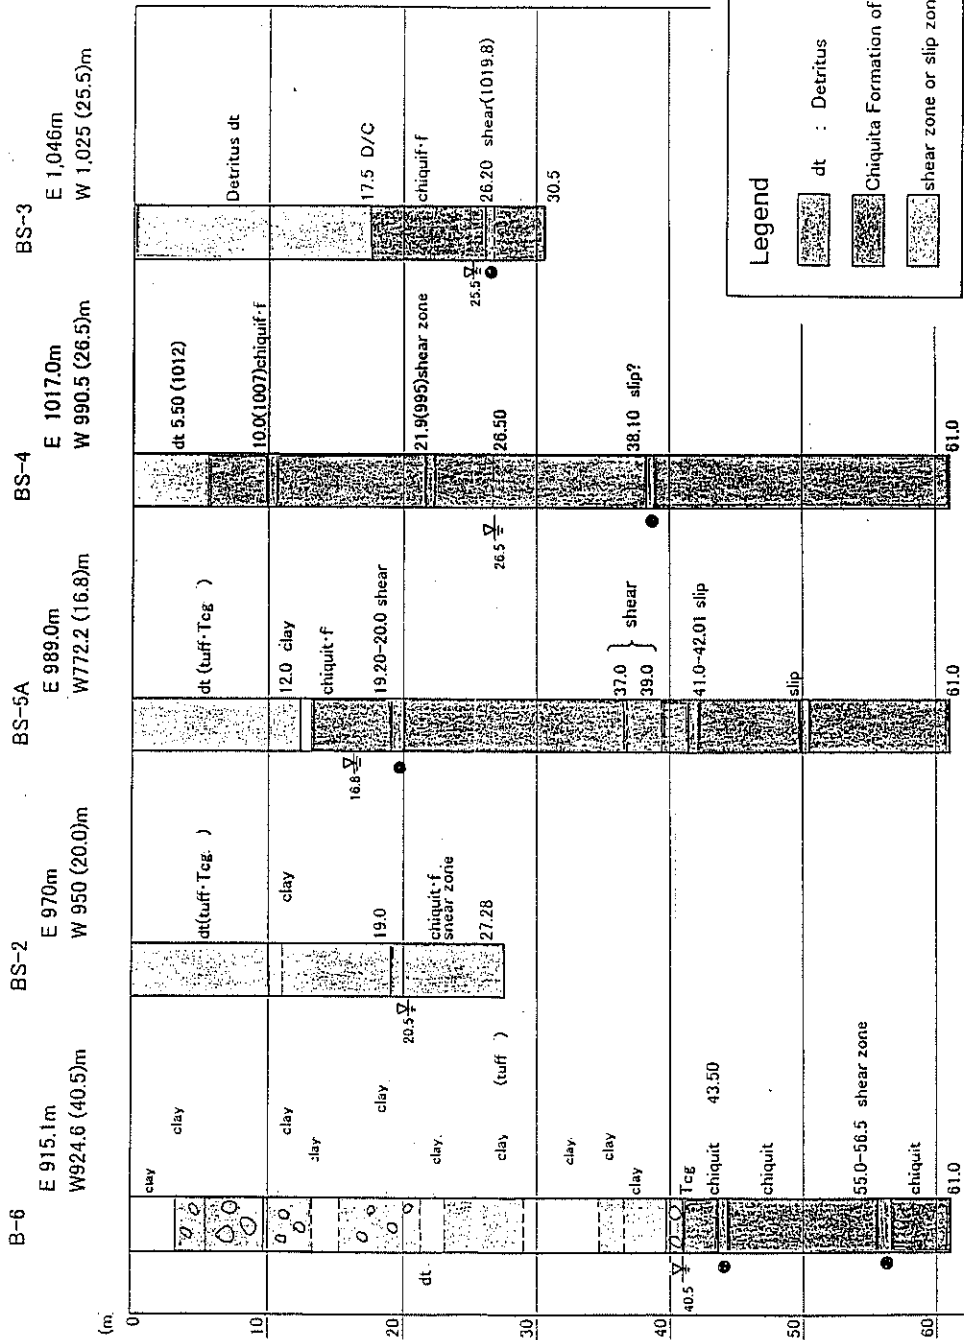 B-6
E 915.1m
W924.6 (40.5)m
BS-2
E 970m
W 950 (20.0)m
BS-5A
E 989.0m
W772.2 (16.8)m
BS-4
E 1017.0m
W 990.5 (26.5)m
BS-3
E 1,046m
W 1,025 (25.5)m
(m.
0
10
20
30
40
50
60
clay
clay
clay
clay
clay
clay
clay
clay
clay
clay
(tuff )
dt
Tcg
40.5
chiquit
43.50
chiquit
55.0-56.5 shear zone
chiquit
61.0
dt(tuff·Tcg. )
clay
19.0
20.5
chiquit·f
snear zone
27.28
dt (tuff·Tcg )
12.0 clay
chiquit·f
16.8
19.20-20.0 shear
37.0
39.0
} shear
41.0-42.01 slip
slip
61.0
dt 5.50 (1012)
10.0(1007)chiquif·f
21.9(995)shear zone
26.5
26.50
38.10 slip?
61.0
Detritus dt
17.5 D/C
chiquif·f
25.5
26.20 shear(1019.8)
30.5
Legend
dt : Detritus
Chiquita Formation of
shear zone or slip zon